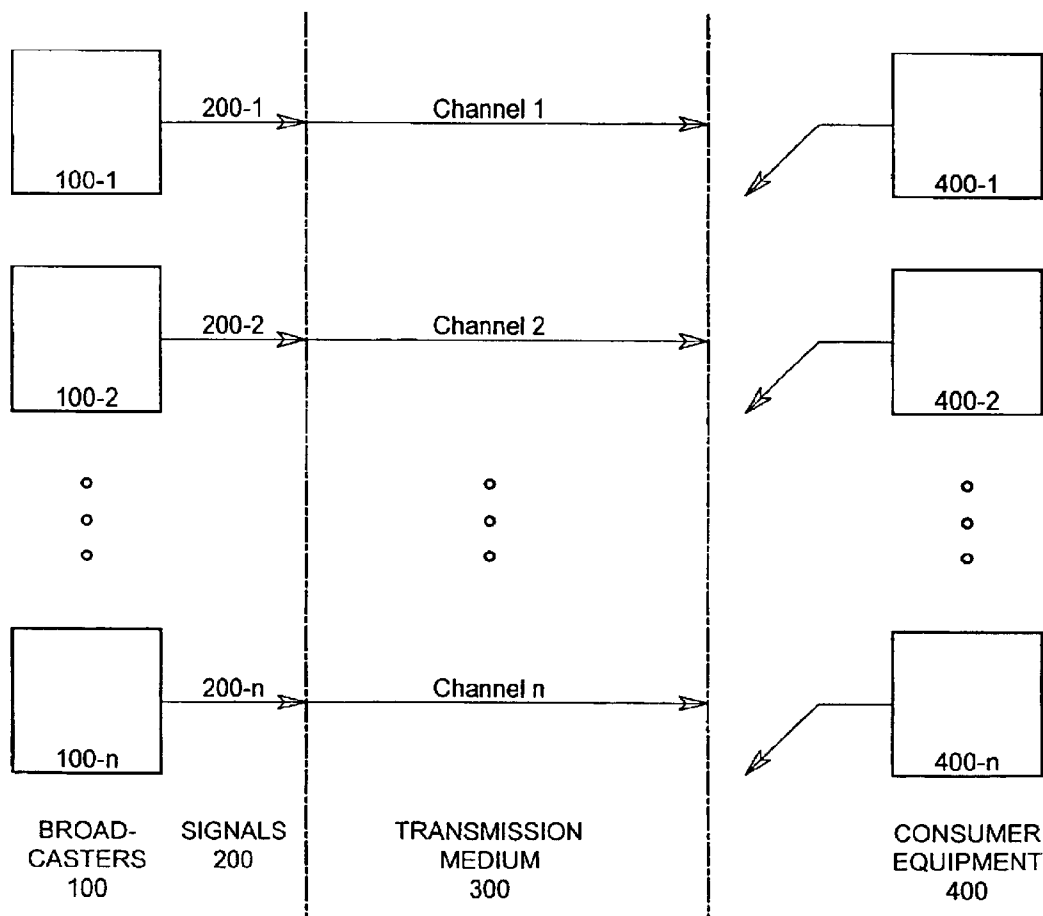 200-1
Channel 1
100-1
400-1
200-2
Channel 2
100-2
400-2
200-n
Channel n
100-n
400-n
BROAD-
CASTERS
100
SIGNALS
200
TRANSMISSION
MEDIUM
300
CONSUMER
EQUIPMENT
400